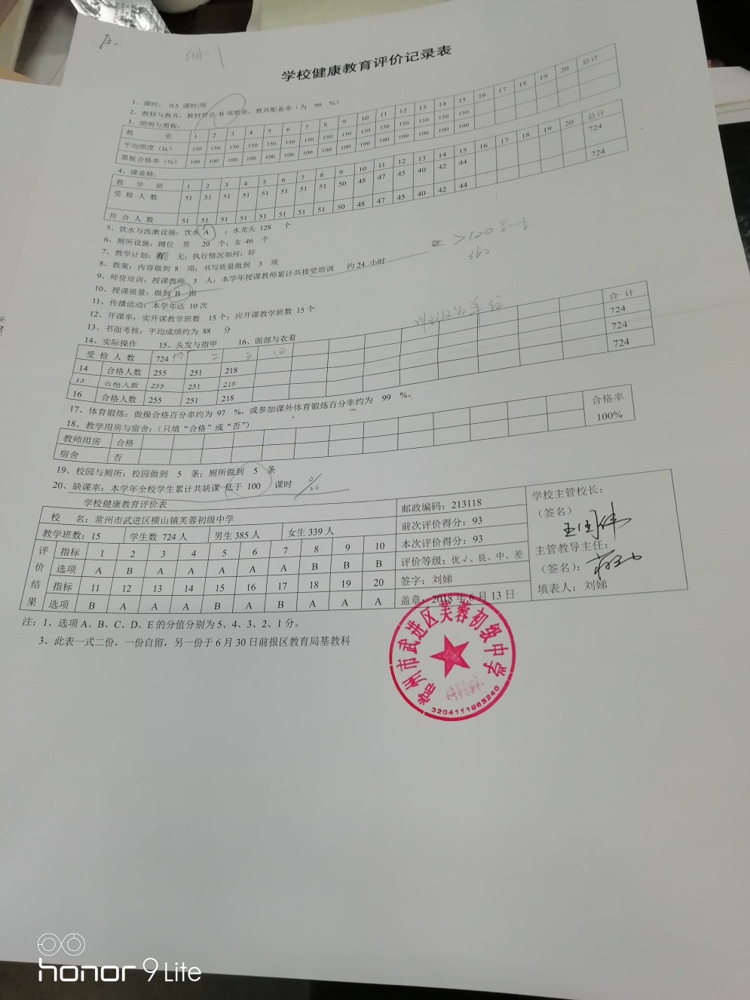 学校健康教育评价记录表
1、课时：0.5 课时/周
2、教材与教具：教材符合 B 项要求，教具配备率（为 99 %）
3、照明与黑板：
教 室 1 2 3 4 5 6 7 8 9 10 11 12 13 14 15 16 17 18 19 20 总计
平均照度（lx） 150 150 150 150 150 150 150 150 150 150 150 150 150 150 150
黑板合格率（%） 100 100 100 100 100 100 100 100 100 100 100 100 100 100 100
4、课桌椅：
教 学 班 1 2 3 4 5 6 7 8 9 10 11 12 13 14 15 16 17 18 19 20 总计
受 检 人 数 51 51 51 51 51 51 51 51 50 48 47 45 40 42 44 724
符 合 人 数 51 51 51 51 51 51 51 51 50 48 47 45 40 42 44 724
5、饮水与洗漱设施：饮水 A ；水龙头 128 个
6、厕所设施：蹲位 男 20 个；女 46 个
7、教学计划：有 无；执行情况如何：好
8、教案：内容做到 8 项；书写质量做到 3 项
9、师资培训：授课教师 3 人；本学年授课教师累计共接受培训 约 24 小时
>120
360
10、授课质量：做到 B 项
11、传播活动：本学年达 10 次
12、开课率：实开课教学班数 15 个；应开课教学班数 15 个
13、书面考核：平均成绩约为 88 分
14、实际操作 15、头发与指甲 16、面部与衣着
合 计
受 检 人 数 724 初 二 三 724
14 合格人数 255 251 218 724
15 合格人数 255 251 218 724
16 合格人数 255 251 218
17、体育锻炼：做操合格百分率约为 97 %，或参加课外体育锻炼百分率约为 99 %。
18、教学用房与宿舍：（只填“合格”或“否”）
教师用房 合格 合格率
宿舍 否 100%
19、校园与厕所：校园做到 5 条；厕所做到 5 条
20、缺课率：本学年全校学生累计共缺课 低于 100 课时
学校健康教育评价表
校 名：常州市武进区横山镇芙蓉初级中学 邮政编码：213118 学校主管校长：
教学班数：15 学生数 724 人 男生 385 人 女生 339 人 前次评价得分：93 （签名）
评价结果 指标 1 2 3 4 5 6 7 8 9 10 本次评价得分：93 主管教导主任：
选项 A B A A A A A B B B 评价等级：优√、良、中、差 （签名）：
指标 11 12 13 14 15 16 17 18 19 20 签字：刘娣 填表人：刘娣
选项 B A A A B A B A A A 盖章：2018 年 6 月 13 日
注：1、选项 A、B、C、D、E 的分值分别为 5、4、3、2、1 分。
3、此表一式二份，一份自留，另一份于 6 月 30 日前报区教育局基教科
常州市武进区芙蓉初级中学
3204111983240
honor 9 Lite